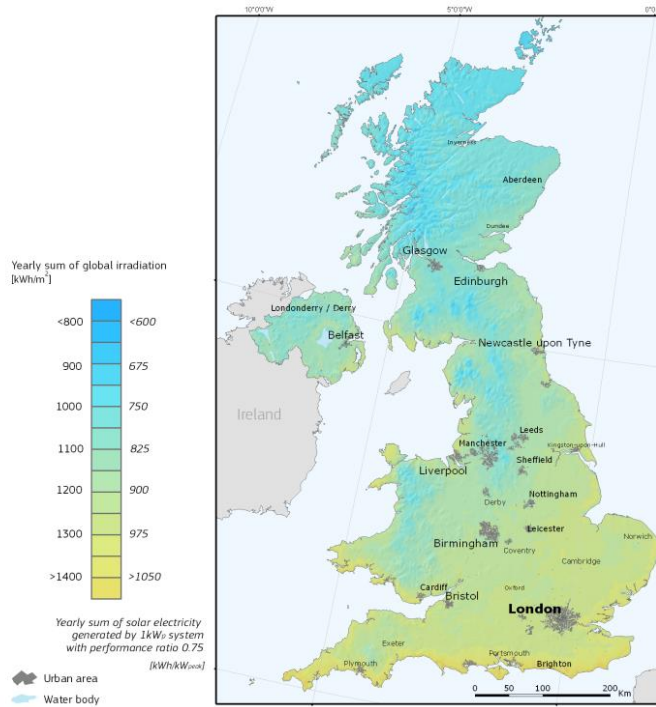 10°0'0"W
5°0'0"W
Inverness
Aberdeen
Dundee
Glasgow
Edinburgh
Yearly sum of global irradiation
[kWh/m²]
<800 <600
900 675
1000 750
1100 825
1200 900
1300 975
>1400 >1050
Yearly sum of solar electricity
generated by 1kWp system
with performance ratio 0.75
[kWh/kWpeak]
Urban area
Water body
Londonderry / Derry
Belfast
Newcastle upon Tyne
Ireland
Leeds
Manchester
Kingston-upon-Hull
Liverpool
Sheffield
Derby
Nottingham
Leicester
Norwich
Birmingham
Coventry
Cambridge
Cardiff
Oxford
Bristol
London
Exeter
Portsmouth
Plymouth
Brighton
0 50 100 200
Km